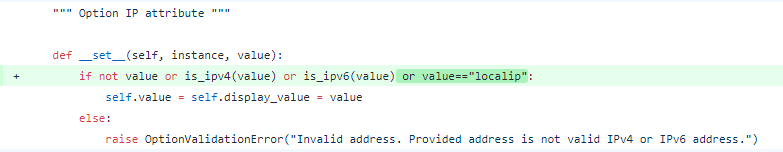 """ Option IP attribute """
def __set__(self, instance, value):
+ if not value or is_ipv4(value) or is_ipv6(value) or value=="localip":
self.value = self.display_value = value
else:
raise OptionValidationError("Invalid address. Provided address is not valid IPv4 or IPv6 address.")